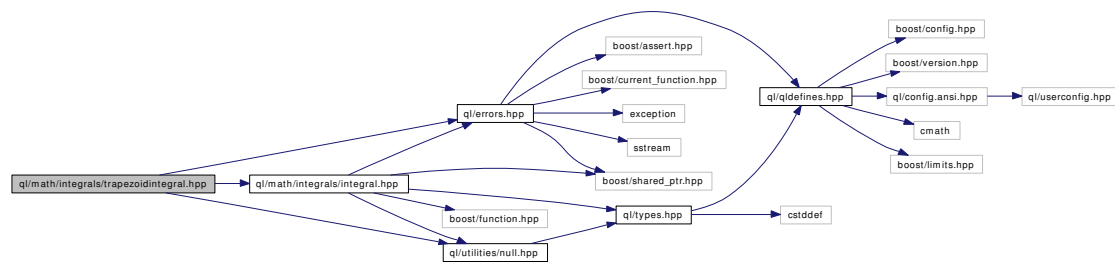 boost/config.hpp
boost/assert.hpp
boost/version.hpp
boost/current_function.hpp
ql/qldefines.hpp
ql/config.ansi.hpp
ql/userconfig.hpp
ql/errors.hpp
exception
cmath
sstream
boost/limits.hpp
ql/math/integrals/trapezoidintegral.hpp
ql/math/integrals/integral.hpp
boost/shared_ptr.hpp
boost/function.hpp
ql/types.hpp
cstddef
ql/utilities/null.hpp